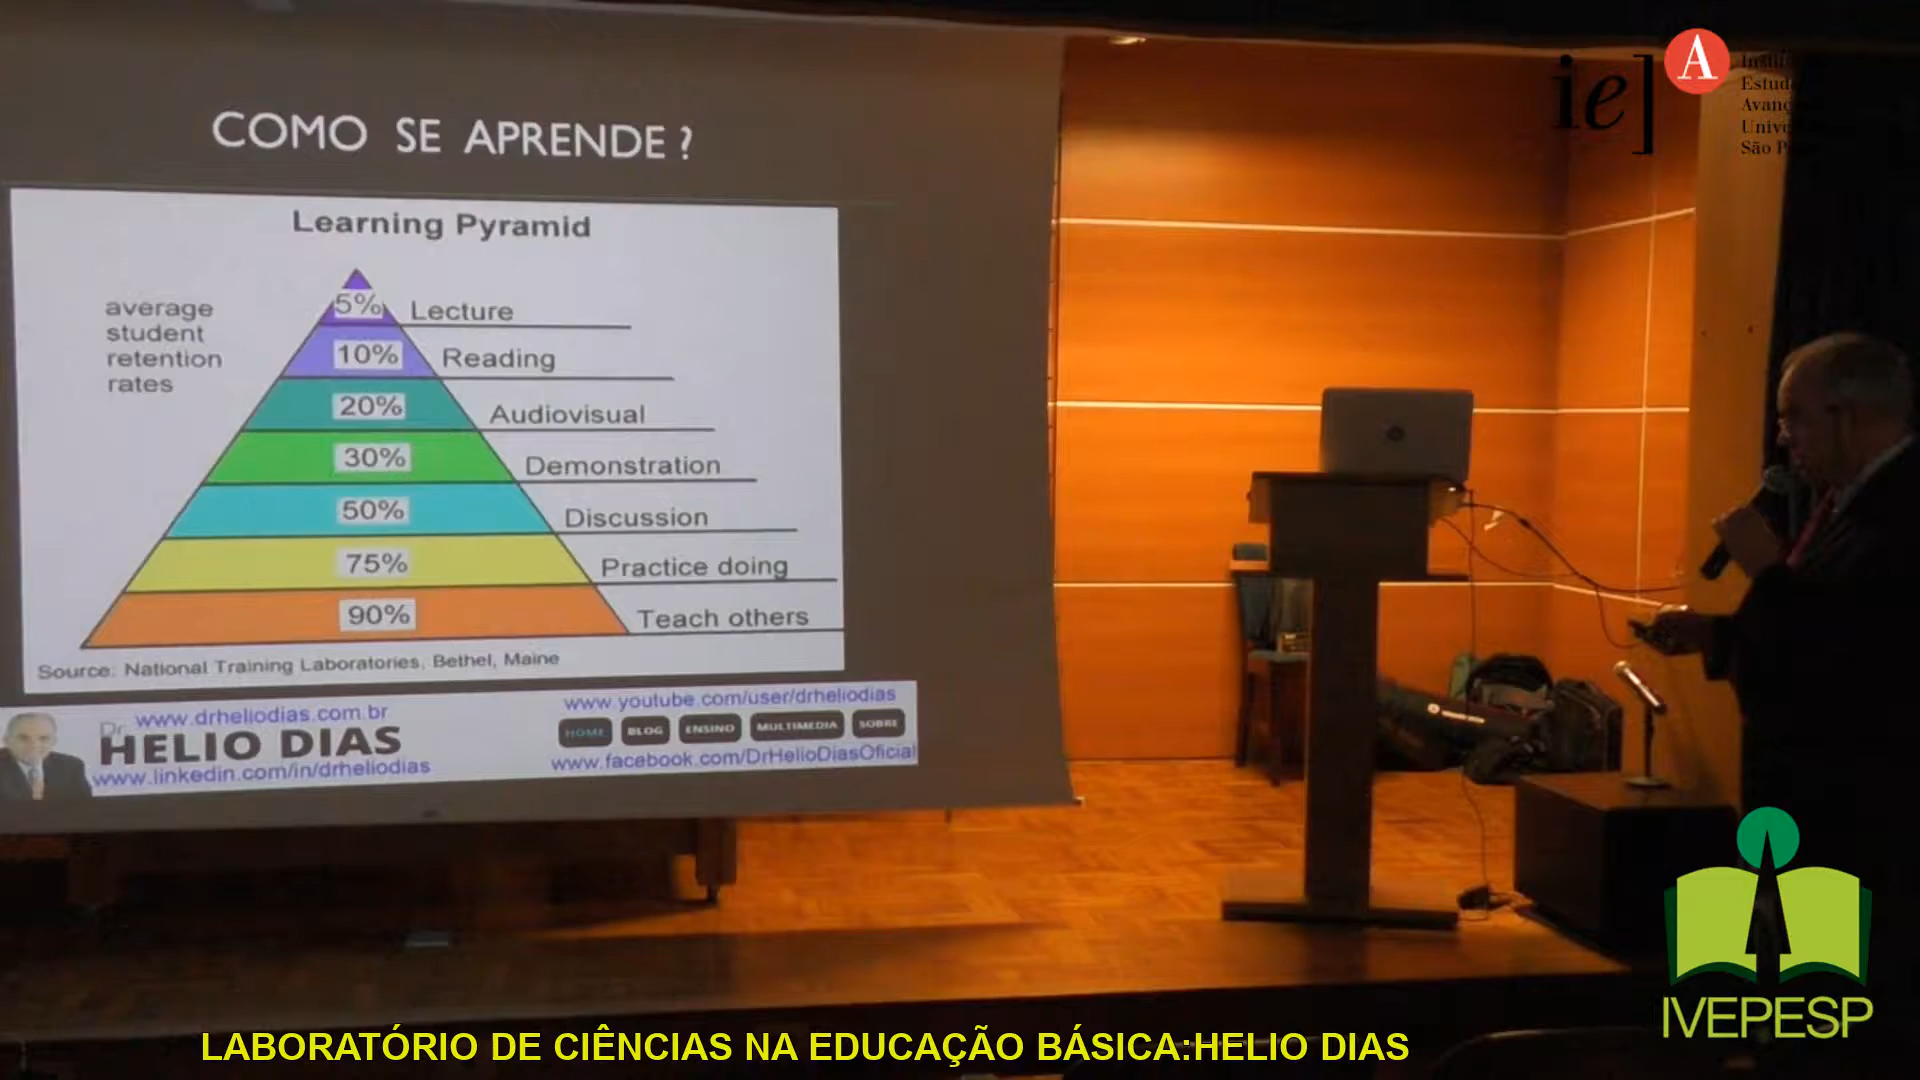 COMO SE APRENDE?
Learning Pyramid
average
student
retention
rates
5% Lecture
10% Reading
20% Audiovisual
30% Demonstration
50% Discussion
75% Practice doing
90% Teach others
Source: National Training Laboratories, Bethel, Maine
www.drheliodias.com.br
Dr.
HELIO DIAS
www.linkedin.com/in/drheliodias
www.youtube.com/user/drheliodias
HOME BLOG ENSINO MULTIMEDIA SOBRE
www.facebook.com/DrHelioDiasOficial
ie] A
São
IVEPESP
LABORATÓRIO DE CIÊNCIAS NA EDUCAÇÃO BÁSICA:HELIO DIAS